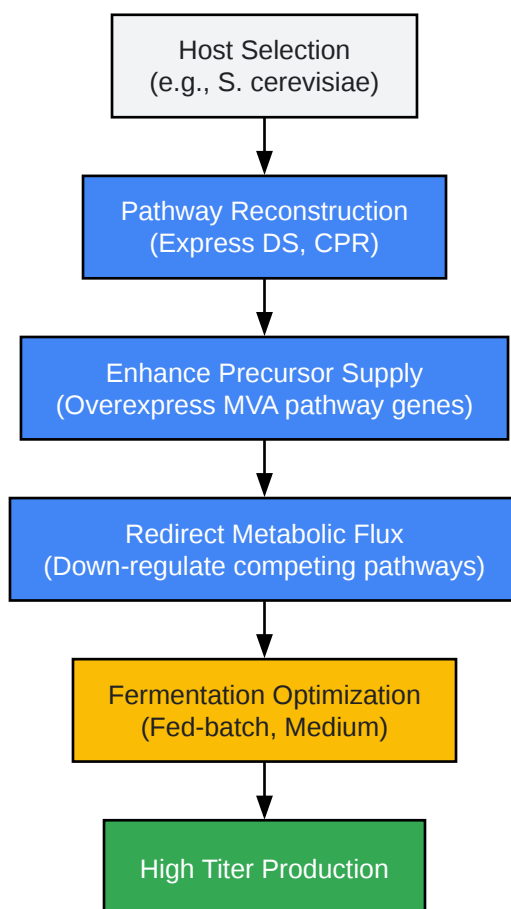 Host Selection
(e.g., S. cerevisiae)
Pathway Reconstruction
(Express DS, CPR)
Enhance Precursor Supply
(Overexpress MVA pathway genes)
Redirect Metabolic Flux
(Down-regulate competing pathways)
Fermentation Optimization
(Fed-batch, Medium)
High Titer Production